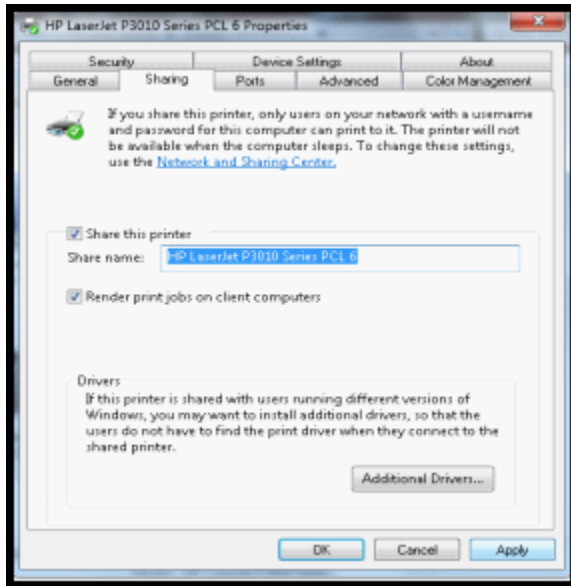 HP LaserJet P3010 Series PCL 6 Properties
Security Device Settings About
General Sharing Ports Advanced Color Management
If you share this printer, only users on your network with a username
and password for this computer can print to it. The printer will not
be available when the computer sleeps. To change these settings,
use the Network and Sharing Center.
Share this printer
Share name: HP LaserJet P3010 Series PCL 6
Render print jobs on client computers
Drivers
If this printer is shared with users running different versions of
Windows, you may want to install additional drivers, so that the
users do not have to find the print driver when they connect to the
shared printer.
Additional Drivers...
OK Cancel Apply